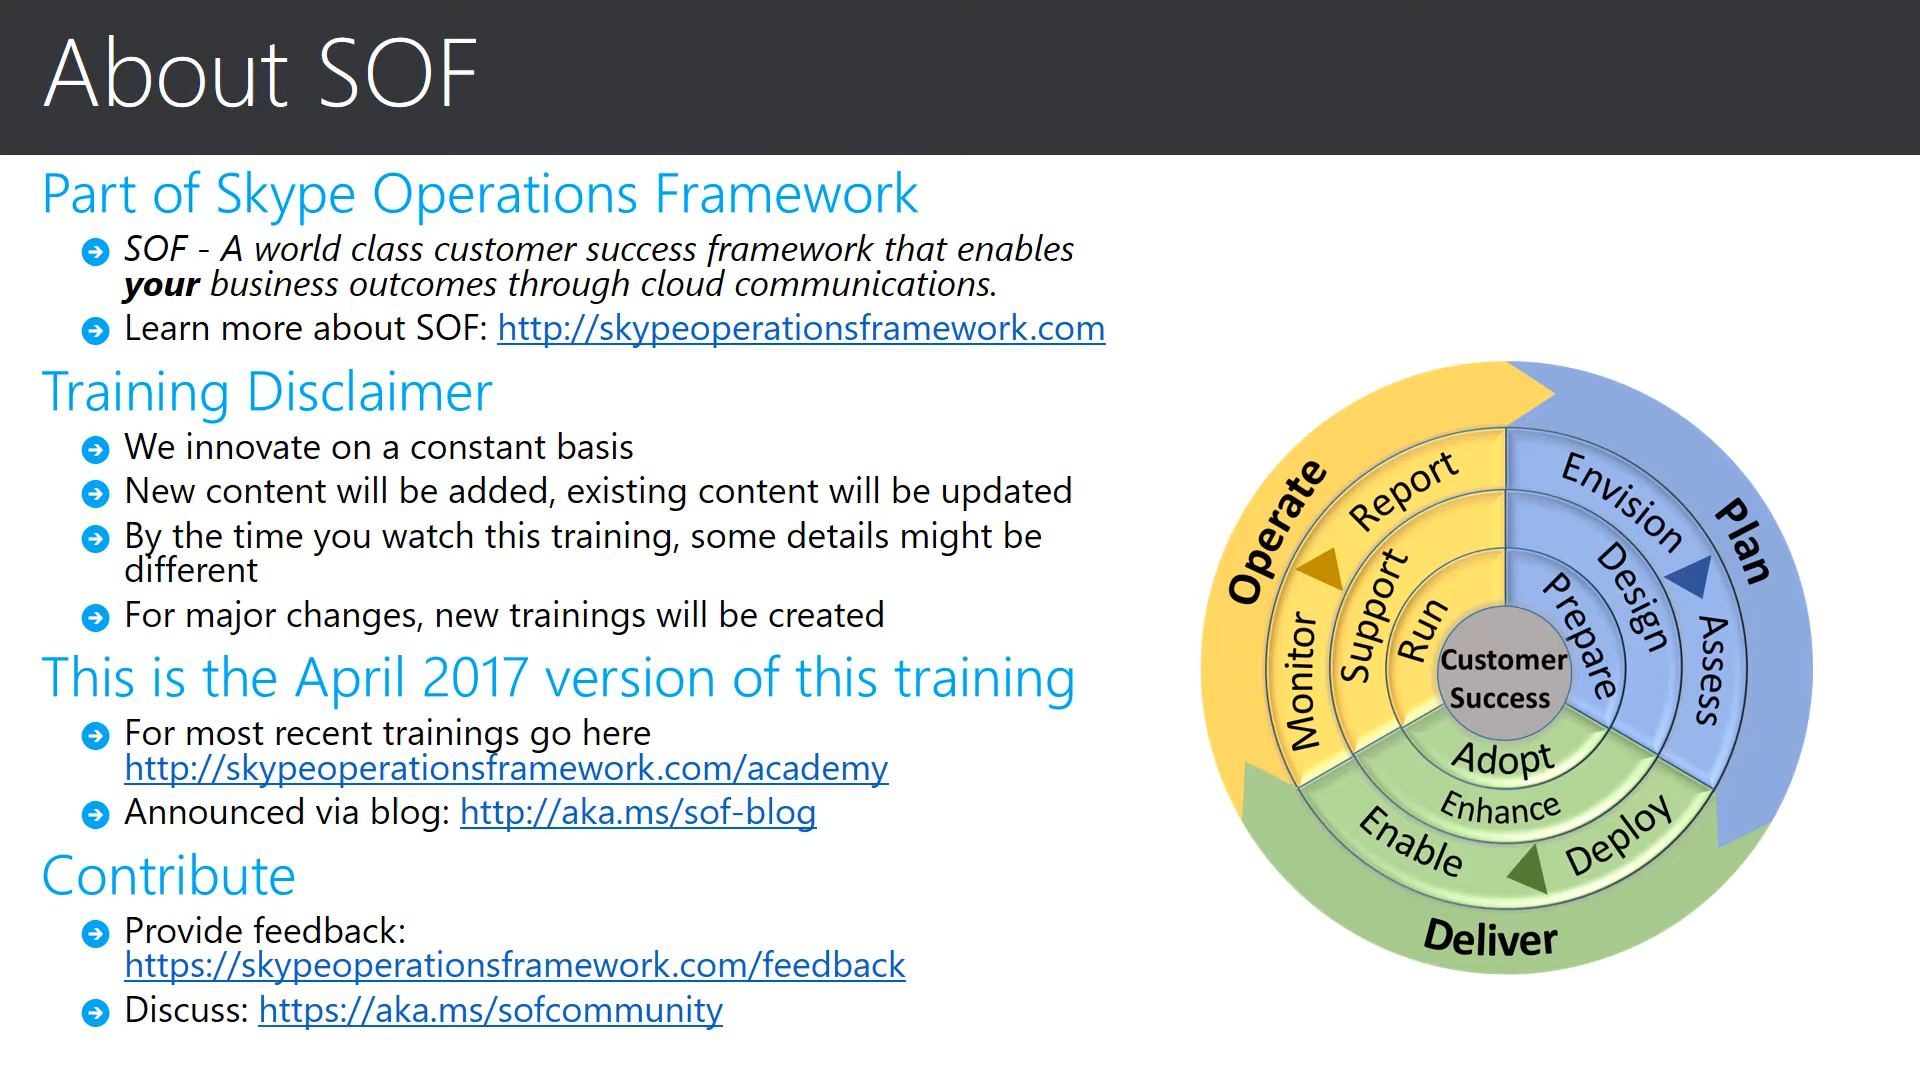 About SOF
Part of Skype Operations Framework
SOF - A world class customer success framework that enables
your business outcomes through cloud communications.
Learn more about SOF: http://skypeoperationsframework.com
Training Disclaimer
We innovate on a constant basis
New content will be added, existing content will be updated
By the time you watch this training, some details might be
different
For major changes, new trainings will be created
This is the April 2017 version of this training
For most recent trainings go here
http://skypeoperationsframework.com/academy
Announced via blog: http://aka.ms/sof-blog
Contribute
Provide feedback:
https://skypeoperationsframework.com/feedback
Discuss: https://aka.ms/sofcommunity
Plan
Envision
Assess
Design
Prepare
Deliver
Deploy
Enable
Enhance
Adopt
Operate
Monitor
Report
Support
Run
Customer
Success